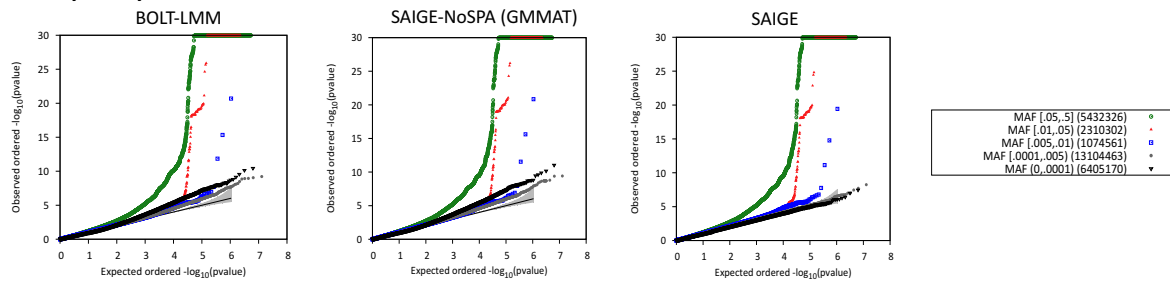 BOLT-LMM
SAIGE-NoSPA (GMMAT)
SAIGE
30
25
20
15
10
5
0
Observed ordered -log10(pvalue)
0 1 2 3 4 5 6 7 8
Expected ordered -log10(pvalue)
30
25
20
15
10
5
0
Observed ordered -log10(pvalue)
0 1 2 3 4 5 6 7 8
Expected ordered -log10(pvalue)
30
25
20
15
10
5
0
Observed ordered -log10(pvalue)
0 1 2 3 4 5 6 7 8
Expected ordered -log10(pvalue)
MAF [.05,.5] (5432326)
MAF [.01,.05) (2310302)
MAF [.005,.01) (1074561)
MAF [.0001,.005) (13104463)
MAF (0,.0001) (6405170)